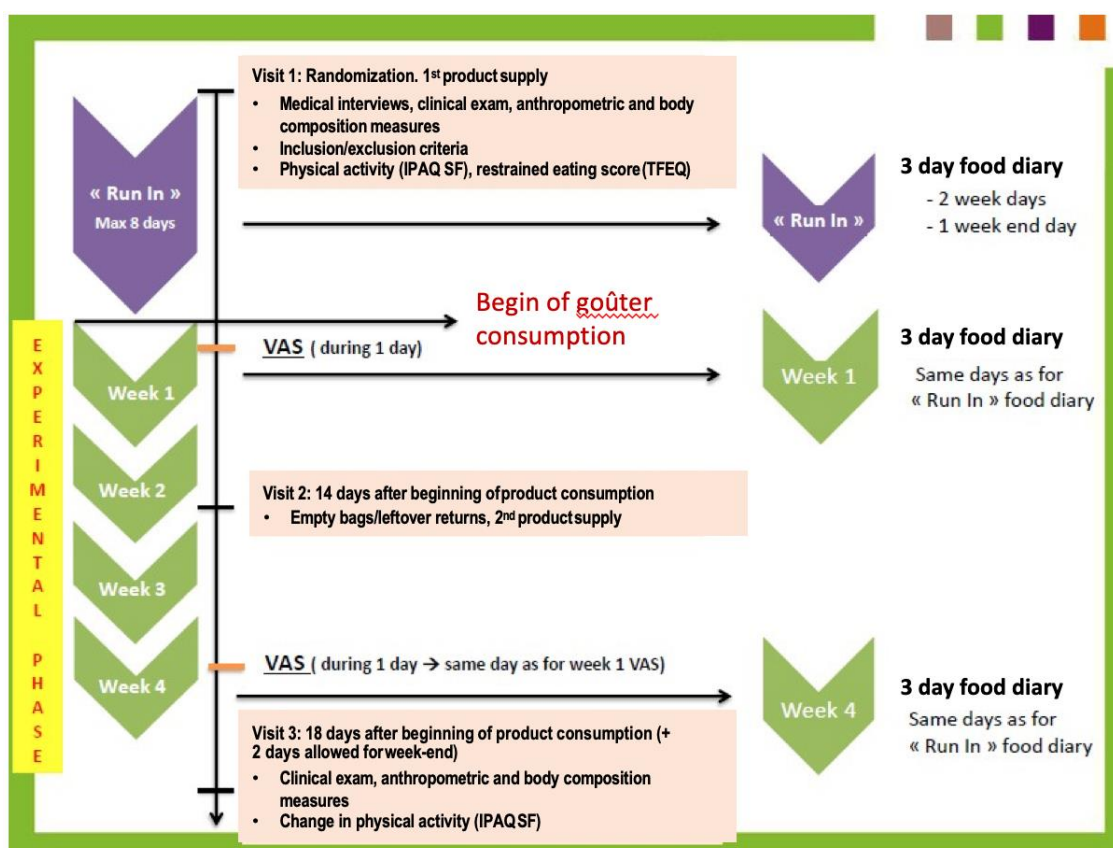 Visit 1: Randomization. 1st product supply
• Medical interviews, clinical exam, anthropometric and body
composition measures
• Inclusion/exclusion criteria
• Physical activity (IPAQ SF), restrained eating score (TFEQ)
« Run In »
Max 8 days
« Run In »
3 day food diary
- 2 week days
- 1 week end day
Begin of goûter
consumption
EXPERIMENTAL PHASE
VAS ( during 1 day)
Week 1
Week 1
3 day food diary
Same days as for
« Run In » food diary
Week 2
Visit 2: 14 days after beginning of product consumption
• Empty bags/leftover returns, 2nd product supply
Week 3
Week 4
VAS ( during 1 day → same day as for week 1 VAS)
Week 4
3 day food diary
Same days as for
« Run In » food diary
Visit 3: 18 days after beginning of product consumption (+
2 days allowed for week-end)
• Clinical exam, anthropometric and body composition
measures
• Change in physical activity (IPAQ SF)